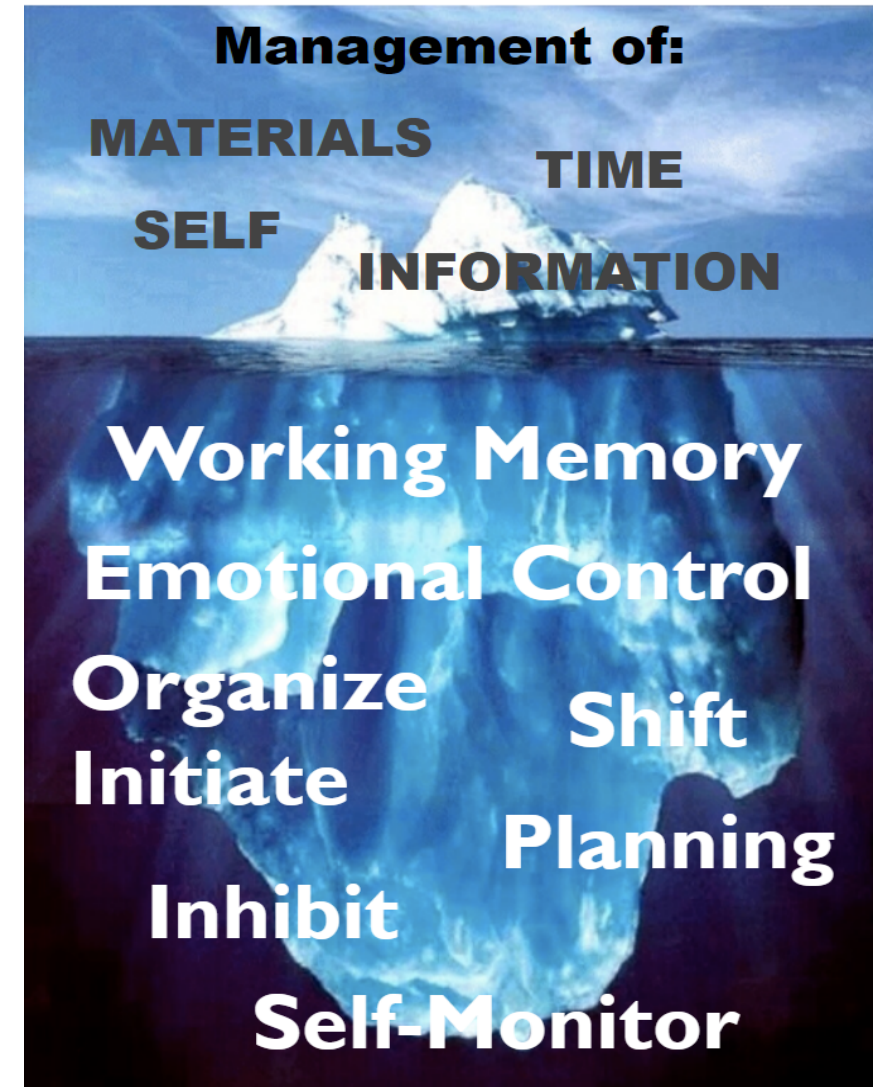 Management of:
MATERIALS
TIME
SELF
INFORMATION
Working Memory
Emotional Control
Organize
Shift
Initiate
Planning
Inhibit
Self-Monitor